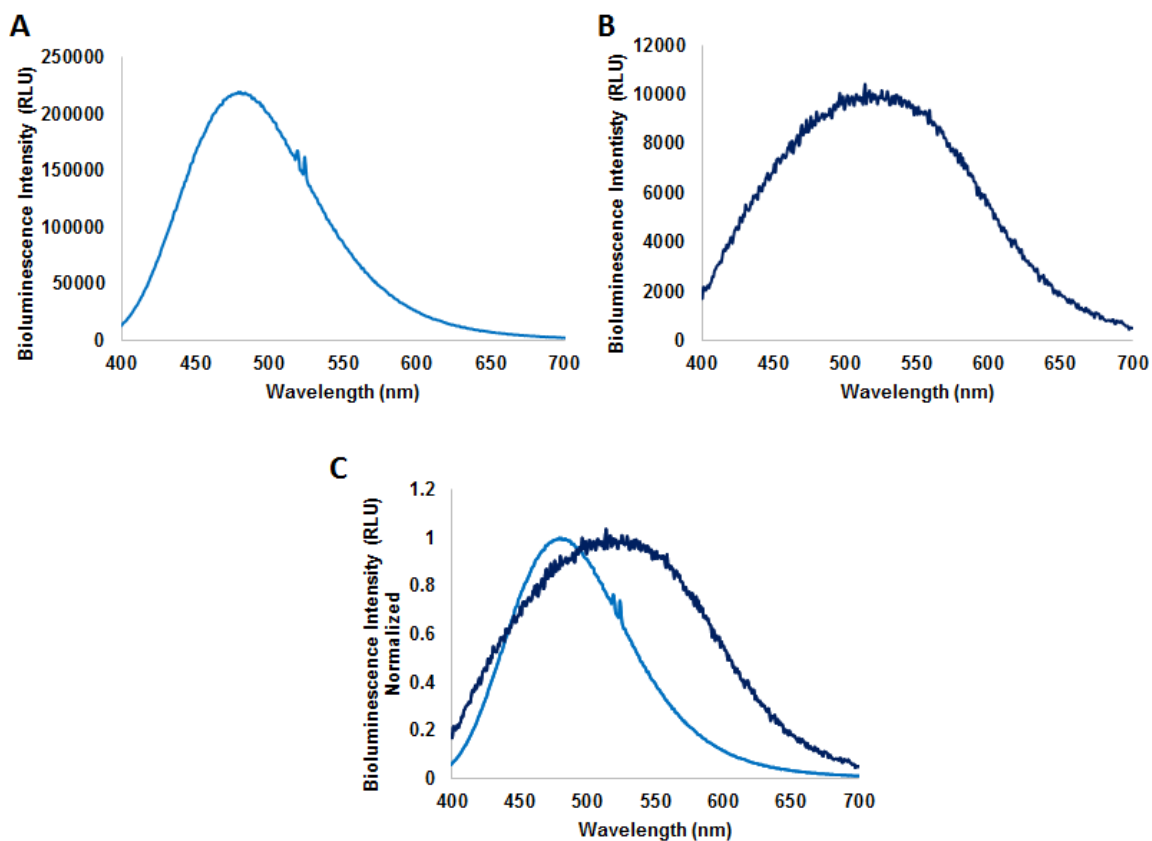 A
Bioluminescence Intensity (RLU)
250000
200000
150000
100000
50000
0
400 450 500 550 600 650 700
Wavelength (nm)
B
Bioluminescence Intentisty (RLU)
12000
10000
8000
6000
4000
2000
0
400 450 500 550 600 650 700
Wavelength (nm)
C
Bioluminescence Intensity (RLU)
Normalized
1.2
1
0.8
0.6
0.4
0.2
0
400 450 500 550 600 650 700
Wavelength (nm)